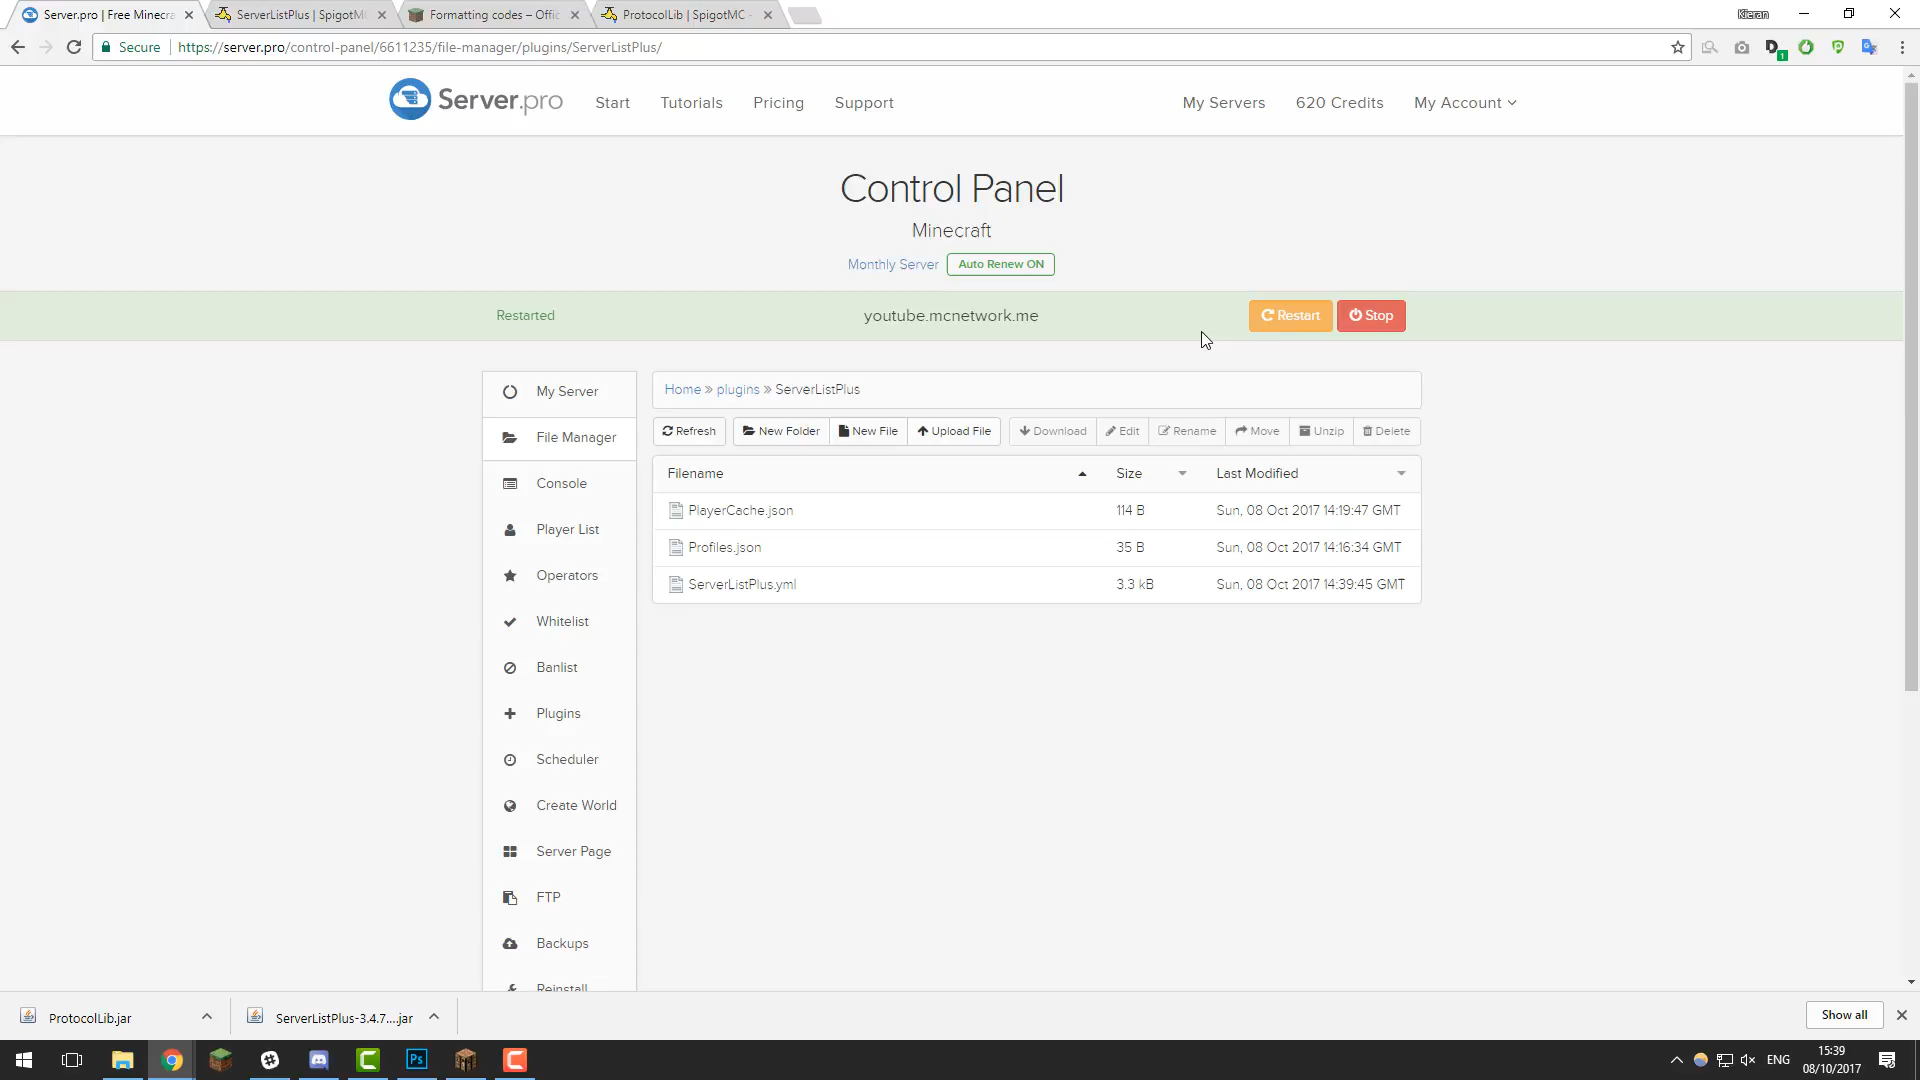 Server.pro | Free Minecra
ServerListPlus | SpigotM
Formatting codes – Offic
ProtocolLib | SpigotMC -
Kieran
Secure
https://server.pro/control-panel/6611235/file-manager/plugins/ServerListPlus/
D
1
Server.pro
Start
Tutorials
Pricing
Support
My Servers
620 Credits
My Account
Control Panel
Minecraft
Monthly Server
Auto Renew ON
Restarted
youtube.mcnetwork.me
Restart
Stop
My Server
File Manager
Console
Player List
Operators
Whitelist
Banlist
Plugins
Scheduler
Create World
Server Page
FTP
Backups
Reinstall
Home » plugins » ServerListPlus
Refresh
New Folder
New File
Upload File
Download
Edit
Rename
Move
Unzip
Delete
Filename Size Last Modified
PlayerCache.json 114 B Sun, 08 Oct 2017 14:19:47 GMT
Profiles.json 35 B Sun, 08 Oct 2017 14:16:34 GMT
ServerListPlus.yml 3.3 kB Sun, 08 Oct 2017 14:39:45 GMT
ProtocolLib.jar
ServerListPlus-3.4.7....jar
Show all
Ps
ENG
15:39
08/10/2017